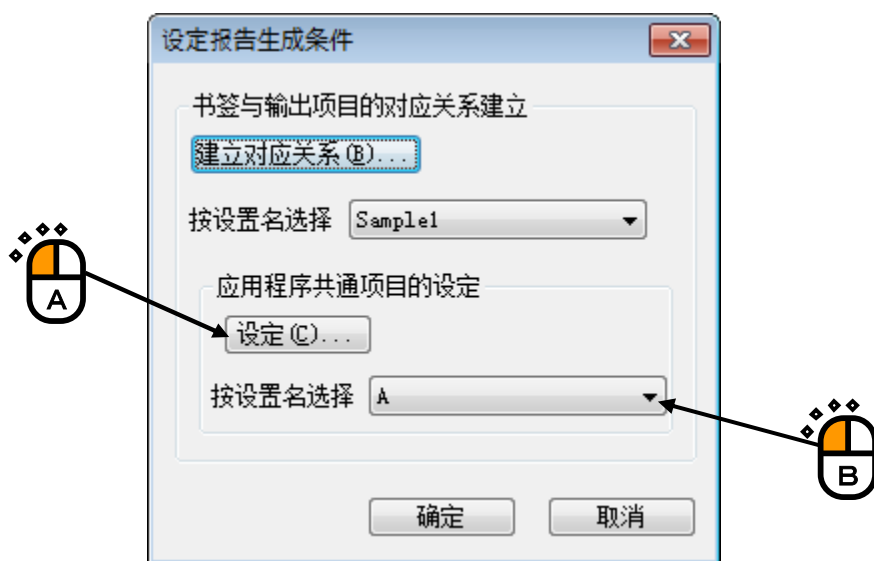 设定报告生成条件
书签与输出项目的对应关系建立
建立对应关系(B)...
按设置名选择 Sample1
A
应用程序共通项目的设定
设定(C)...
按设置名选择 A
B
确定 取消